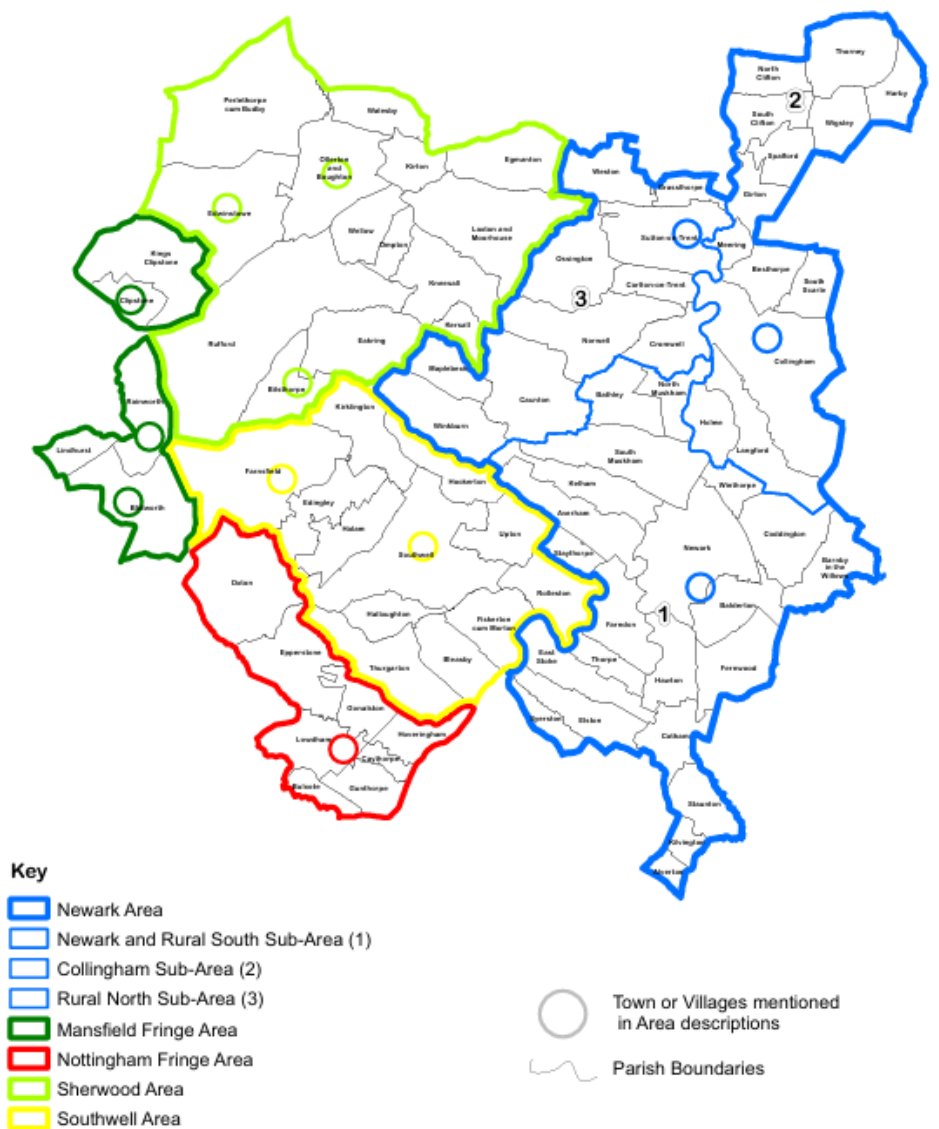 Thorney
North
Clifton
Harby
2
South
Clifton
Wigsley
Spalford
Girton
Perlethorpe
cum Budby
Walesby
Ollerton
and
Boughton
Kirton
Egmanton
Weston
Grassthorpe
Edwinstowe
Wellow
Ompton
Laxton and
Moorhouse
Sutton-on-Trent
Meering
Kings
Clipstone
Ossington
Besthorpe
South
Scarle
Clipstone
Kneesall
3
Carlton-on-Trent
Kersall
Rufford
Eakring
Norwell
Cromwell
Collingham
Maplebeck
Bilsthorpe
Caunton
Bathley
North
Muskham
Rainworth
Kirklington
Winkburn
Holme
Langford
Lindhurst
South
Muskham
Farnsfield
Hockerton
Kelham
Winthorpe
Blidworth
Edingley
Averham
Halam
Upton
Coddington
Southwell
Staythorpe
Newark
Barnby
in the
Willows
Oxton
Rolleston
Balderton
Halloughton
Fiskerton
cum Morton
Farndon
1
Epperstone
Bleasby
East
Stoke
Thorpe
Thurgarton
Hawton
Fernwood
Gonalston
Syerston
Elston
Lowdham
Hoveringham
Cotham
Caythorpe
Bulcote
Gunthorpe
Staunton
Kilvington
Alverton
Key
Newark Area
Newark and Rural South Sub-Area (1)
Collingham Sub-Area (2)
Rural North Sub-Area (3)
Mansfield Fringe Area
Nottingham Fringe Area
Sherwood Area
Southwell Area
Town or Villages mentioned
in Area descriptions
Parish Boundaries